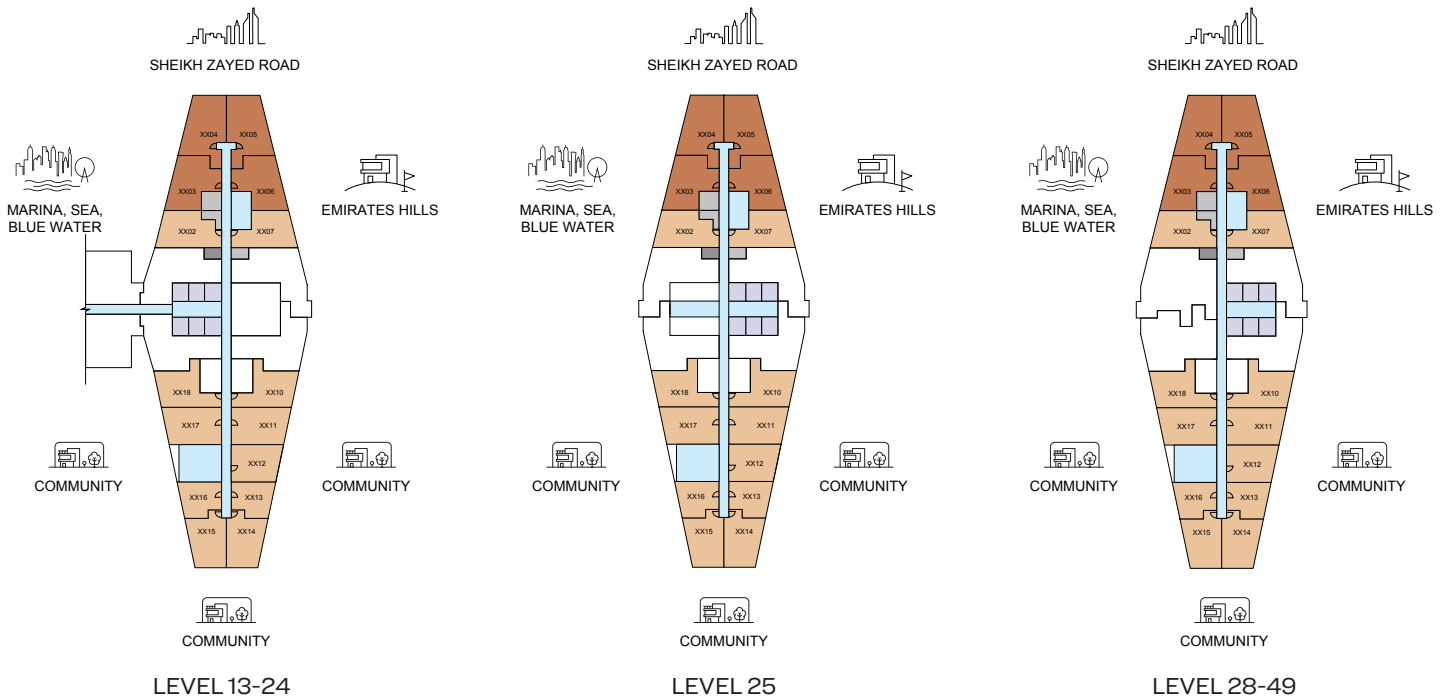 SHEIKH ZAYED ROAD
XX04
XX05
MARINA, SEA,
BLUE WATER
XX03
XX06
EMIRATES HILLS
XX02
XX07
XX18
XX10
XX17
XX11
COMMUNITY
XX12
COMMUNITY
XX16
XX13
XX15
XX14
COMMUNITY
LEVEL 13-24
SHEIKH ZAYED ROAD
XX04
XX05
MARINA, SEA,
BLUE WATER
XX03
XX06
EMIRATES HILLS
XX02
XX07
XX18
XX10
XX17
XX11
COMMUNITY
XX12
COMMUNITY
XX16
XX13
XX15
XX14
COMMUNITY
LEVEL 25
SHEIKH ZAYED ROAD
XX04
XX05
MARINA, SEA,
BLUE WATER
XX03
XX06
EMIRATES HILLS
XX02
XX07
XX18
XX10
XX17
XX11
COMMUNITY
XX12
COMMUNITY
XX16
XX13
XX15
XX14
COMMUNITY
LEVEL 28-49